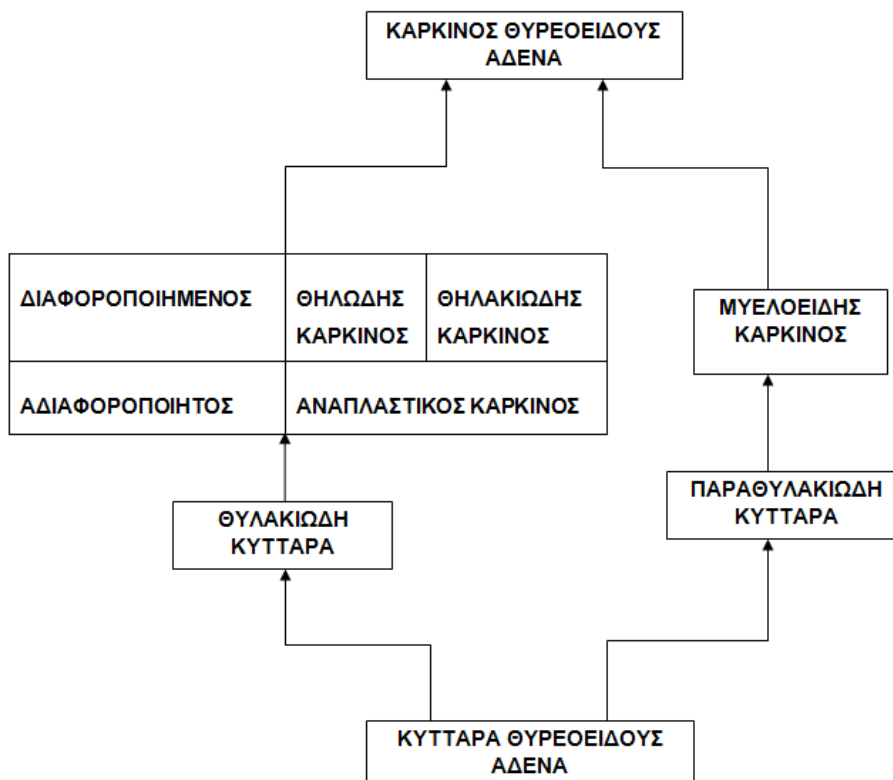 ΚΑΡΚΙΝΟΣ ΘΥΡΕΟΕΙΔΟΥΣ
ΑΔΕΝΑ
ΔΙΑΦΟΡΟΠΟΙΗΜΕΝΟΣ
ΘΗΛΩΔΗΣ
ΚΑΡΚΙΝΟΣ
ΘΗΛΑΚΙΩΔΗΣ
ΚΑΡΚΙΝΟΣ
ΜΥΕΛΟΕΙΔΗΣ
ΚΑΡΚΙΝΟΣ
ΑΔΙΑΦΟΡΟΠΟΙΗΤΟΣ
ΑΝΑΠΛΑΣΤΙΚΟΣ ΚΑΡΚΙΝΟΣ
ΘΥΛΑΚΙΩΔΗ
ΚΥΤΤΑΡΑ
ΠΑΡΑΘΥΛΑΚΙΩΔΗ
ΚΥΤΤΑΡΑ
ΚΥΤΤΑΡΑ ΘΥΡΕΟΕΙΔΟΥΣ
ΑΔΕΝΑ